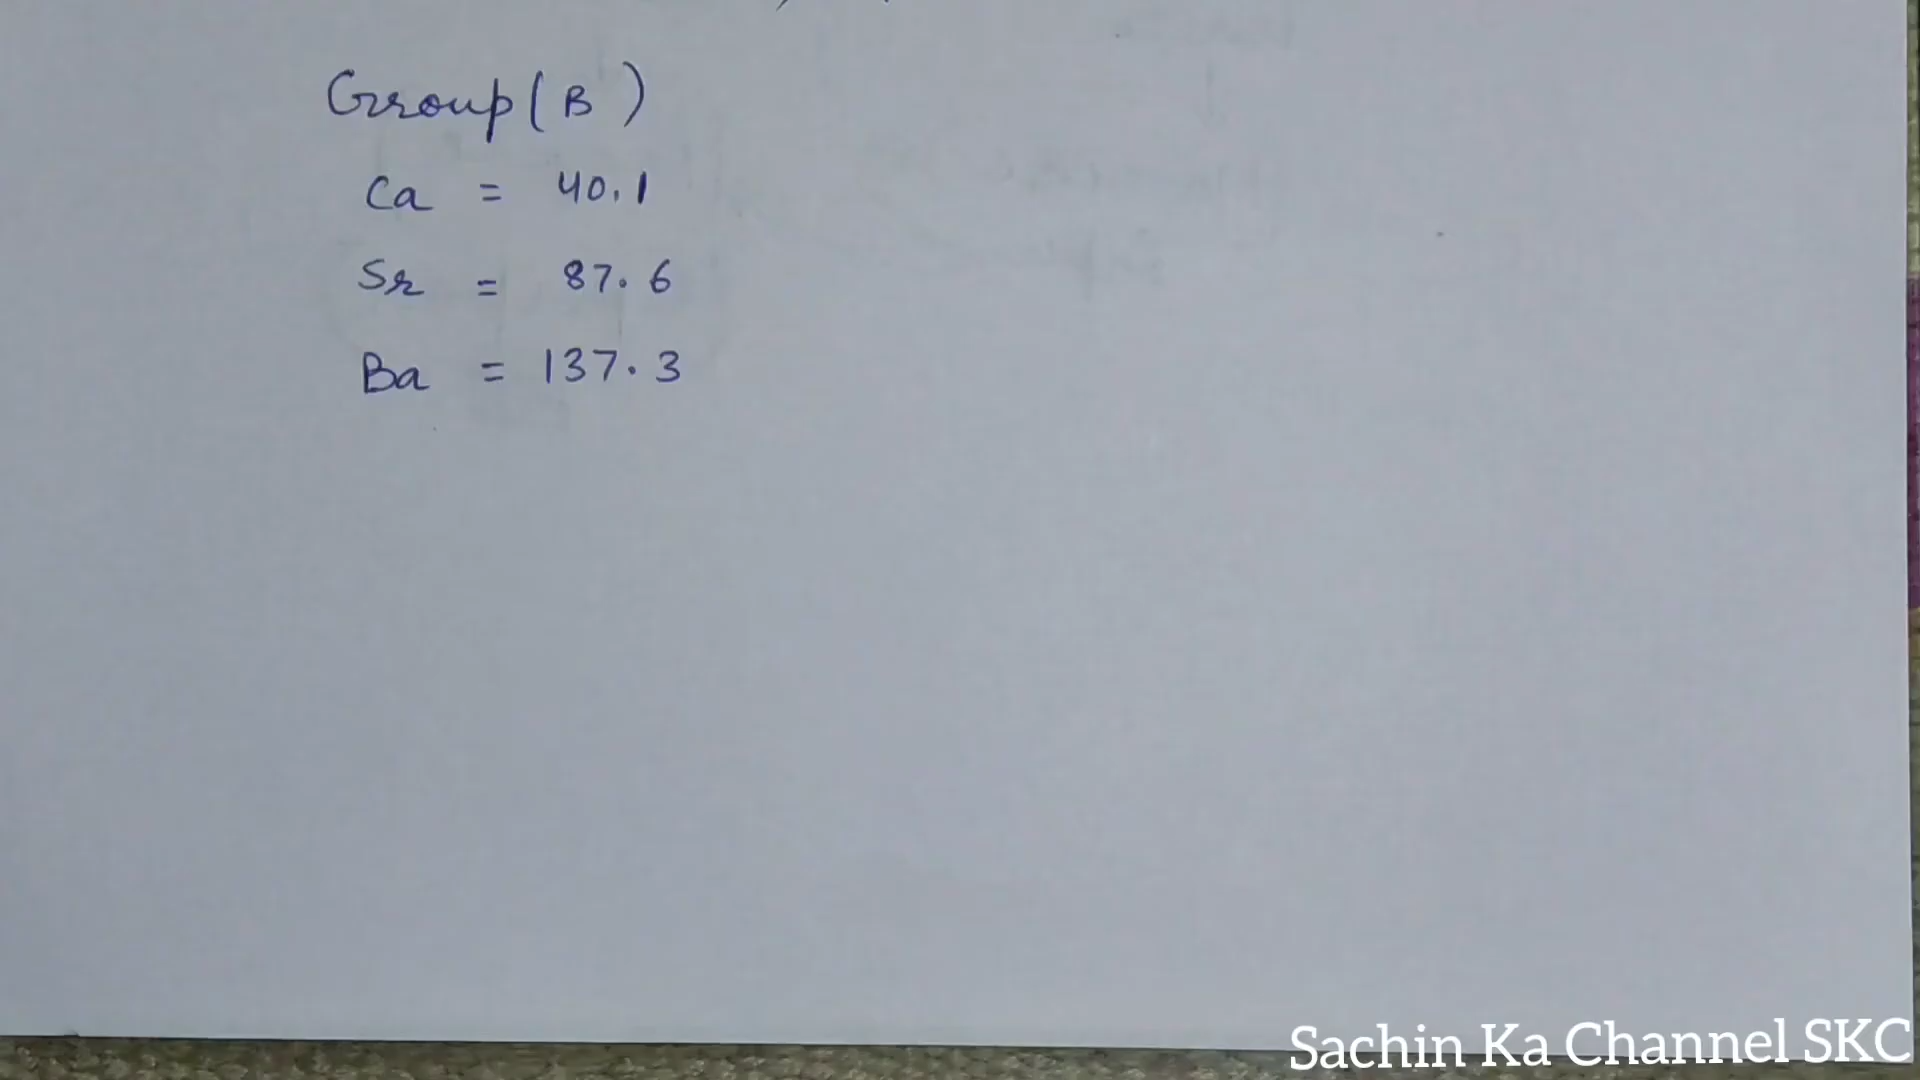 Group (B)
Ca = 40.1
Sr = 87.6
Ba = 137.3
Sachin Ka Channel SKC